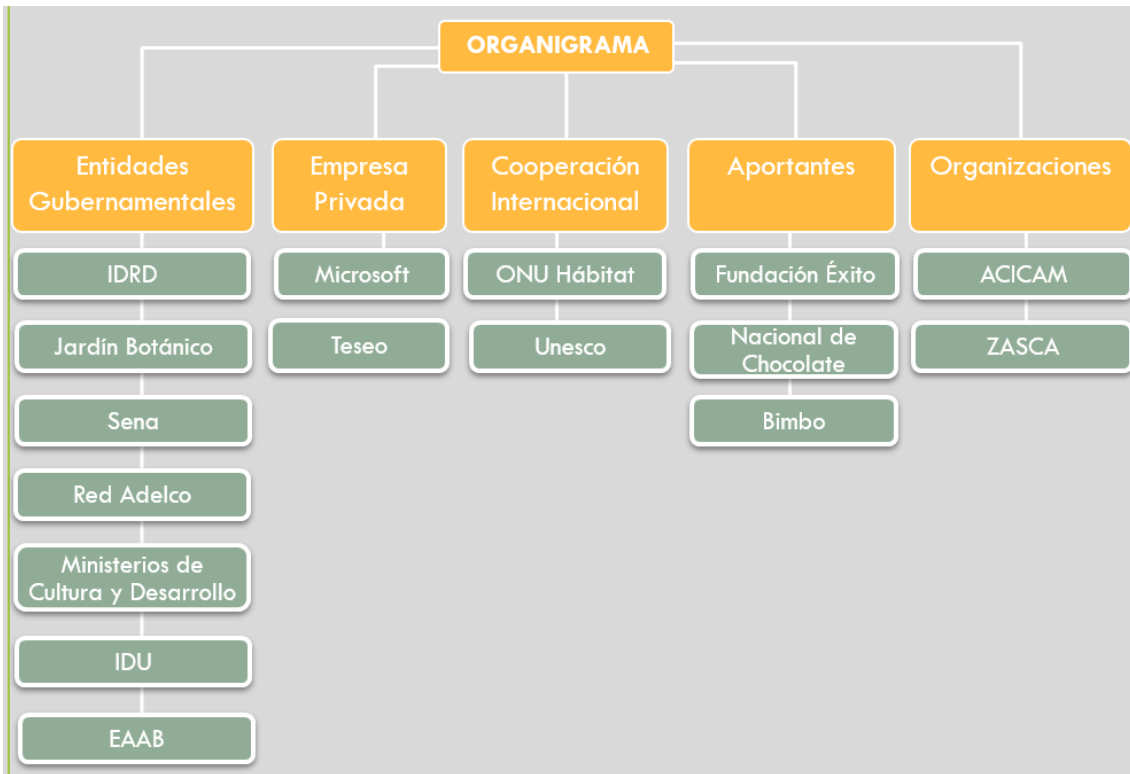 ORGANIGRAMA
Entidades
Gubernamentales
IDRD
Jardín Botánico
Sena
Red Adelco
Ministerios de
Cultura y Desarrollo
IDU
EAAB
Empresa
Privada
Microsoft
Teseo
Cooperación
Internacional
ONU Hábitat
Unesco
Aportantes
Fundación Éxito
Nacional de
Chocolate
Bimbo
Organizaciones
ACICAM
ZASCA